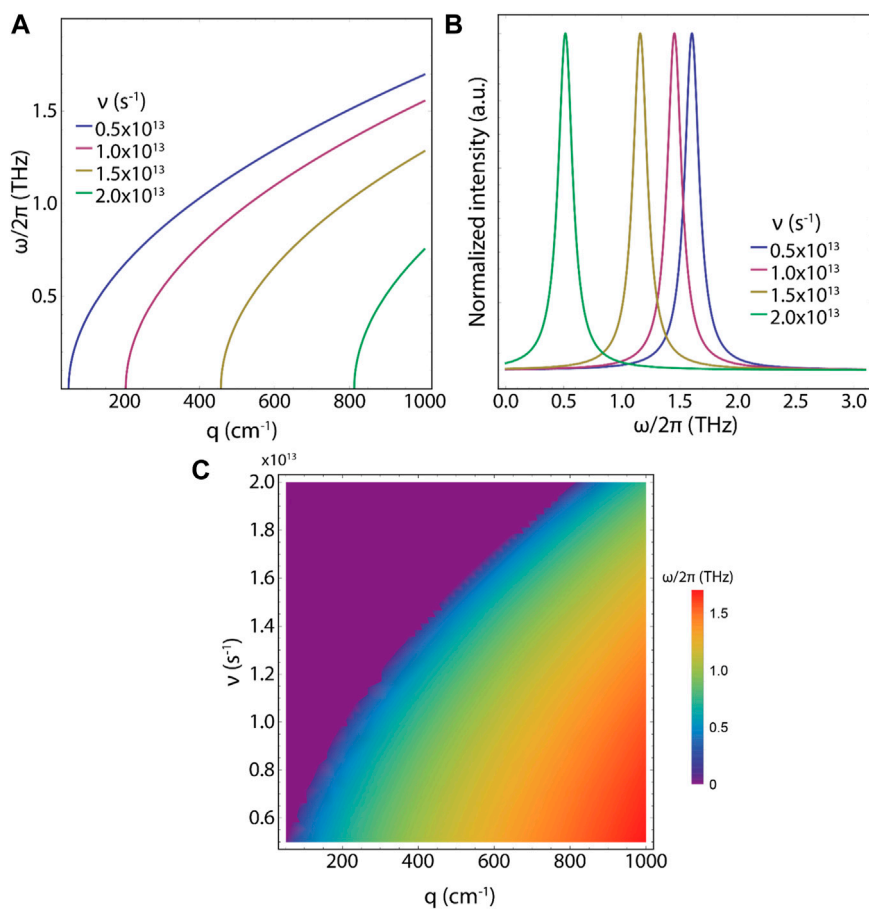 A
ν (s⁻¹)
0.5x10¹³
1.0x10¹³
1.5x10¹³
2.0x10¹³
1.5
1.0
0.5
ω/2π (THz)
200
400
600
800
1000
q (cm⁻¹)
B
Normalized intensity (a.u.)
ν (s⁻¹)
0.5x10¹³
1.0x10¹³
1.5x10¹³
2.0x10¹³
0.0
0.5
1.0
1.5
2.0
2.5
3.0
ω/2π (THz)
C
x10¹³
2.0
1.8
1.6
1.4
1.2
1.0
0.8
0.6
ν (s⁻¹)
200
400
600
800
1000
q (cm⁻¹)
ω/2π (THz)
1.5
1.0
0.5
0